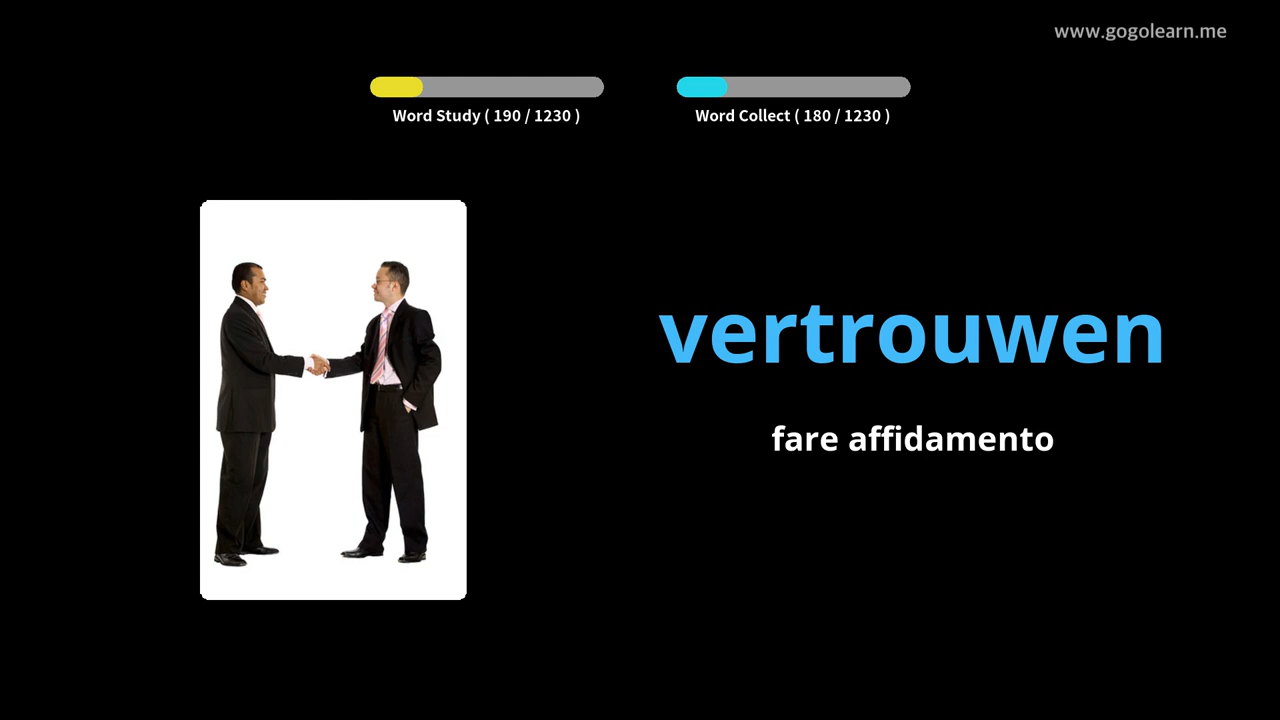 www.gogolearn.me
Word Study ( 190 / 1230 )
Word Collect ( 180 / 1230 )
vertrouwen
fare affidamento